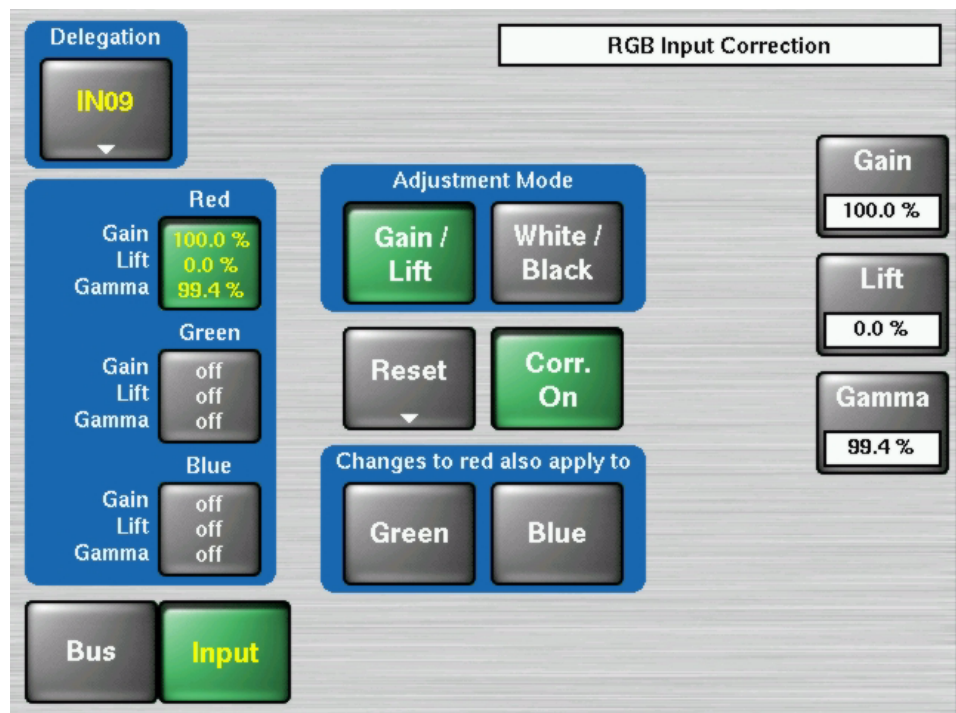 Delegation
IN09
RGB Input Correction
Red
Gain 100.0 %
Lift 0.0 %
Gamma 99.4 %
Green
Gain off
Lift off
Gamma off
Blue
Gain off
Lift off
Gamma off
Bus
Input
Adjustment Mode
Gain /
Lift
White /
Black
Reset
Corr.
On
Changes to red also apply to
Green
Blue
Gain
100.0 %
Lift
0.0 %
Gamma
99.4 %